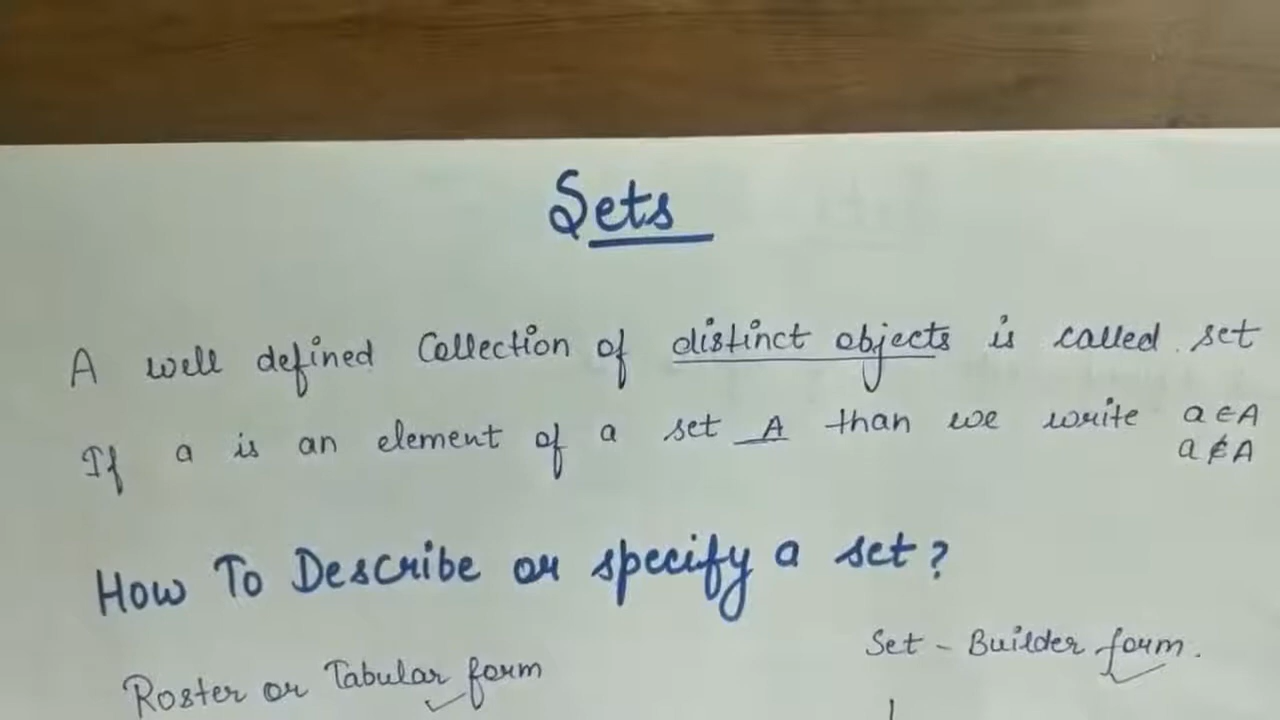 Sets
A well defined Collection of distinct objects is called set
If a is an element of a set A than we write a ∈ A
a ∉ A
How To Describe or specify a set?
Set - Builder form.
Roster or Tabular form